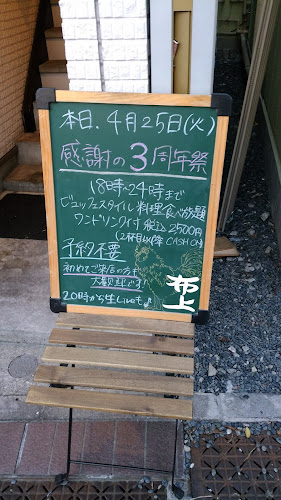 本日、4月25日(火)
感謝の3周年祭
18時~24時まで
ビュッフェスタイル料理食べ放題
ワンドリンク付 税込 2500円
(2杯目以降 CASH ON)
予約不要
初めてご来店の方も
大歓迎です!
20時から生Liveも♪